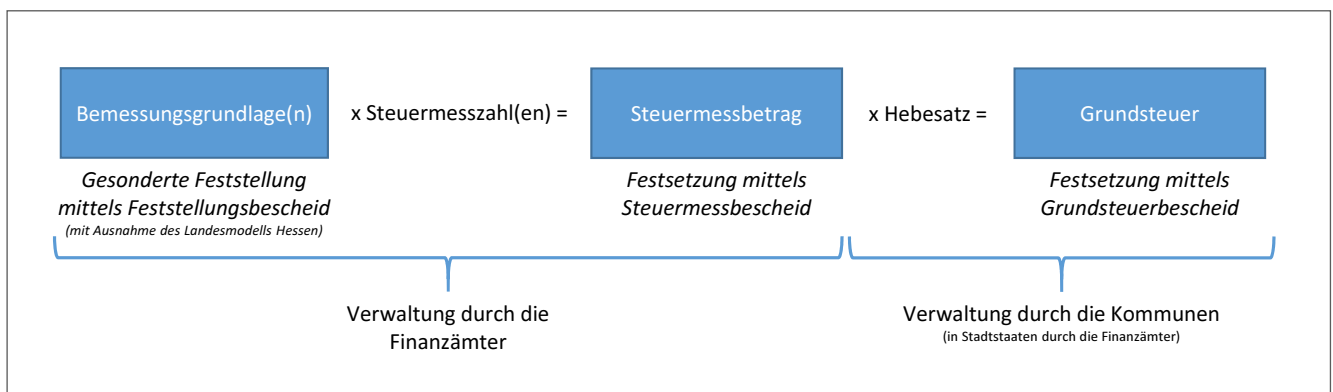 Bemessungsgrundlage(n) x Steuermesszahl(en) = Steuermessbetrag x Hebesatz = Grundsteuer
Gesonderte Feststellung
mittels Feststellungsbescheid
(mit Ausnahme des Landesmodells Hessen)
Festsetzung mittels
Steuermessbescheid
Festsetzung mittels
Grundsteuerbescheid
Verwaltung durch die
Finanzämter
Verwaltung durch die Kommunen
(in Stadtstaaten durch die Finanzämter)